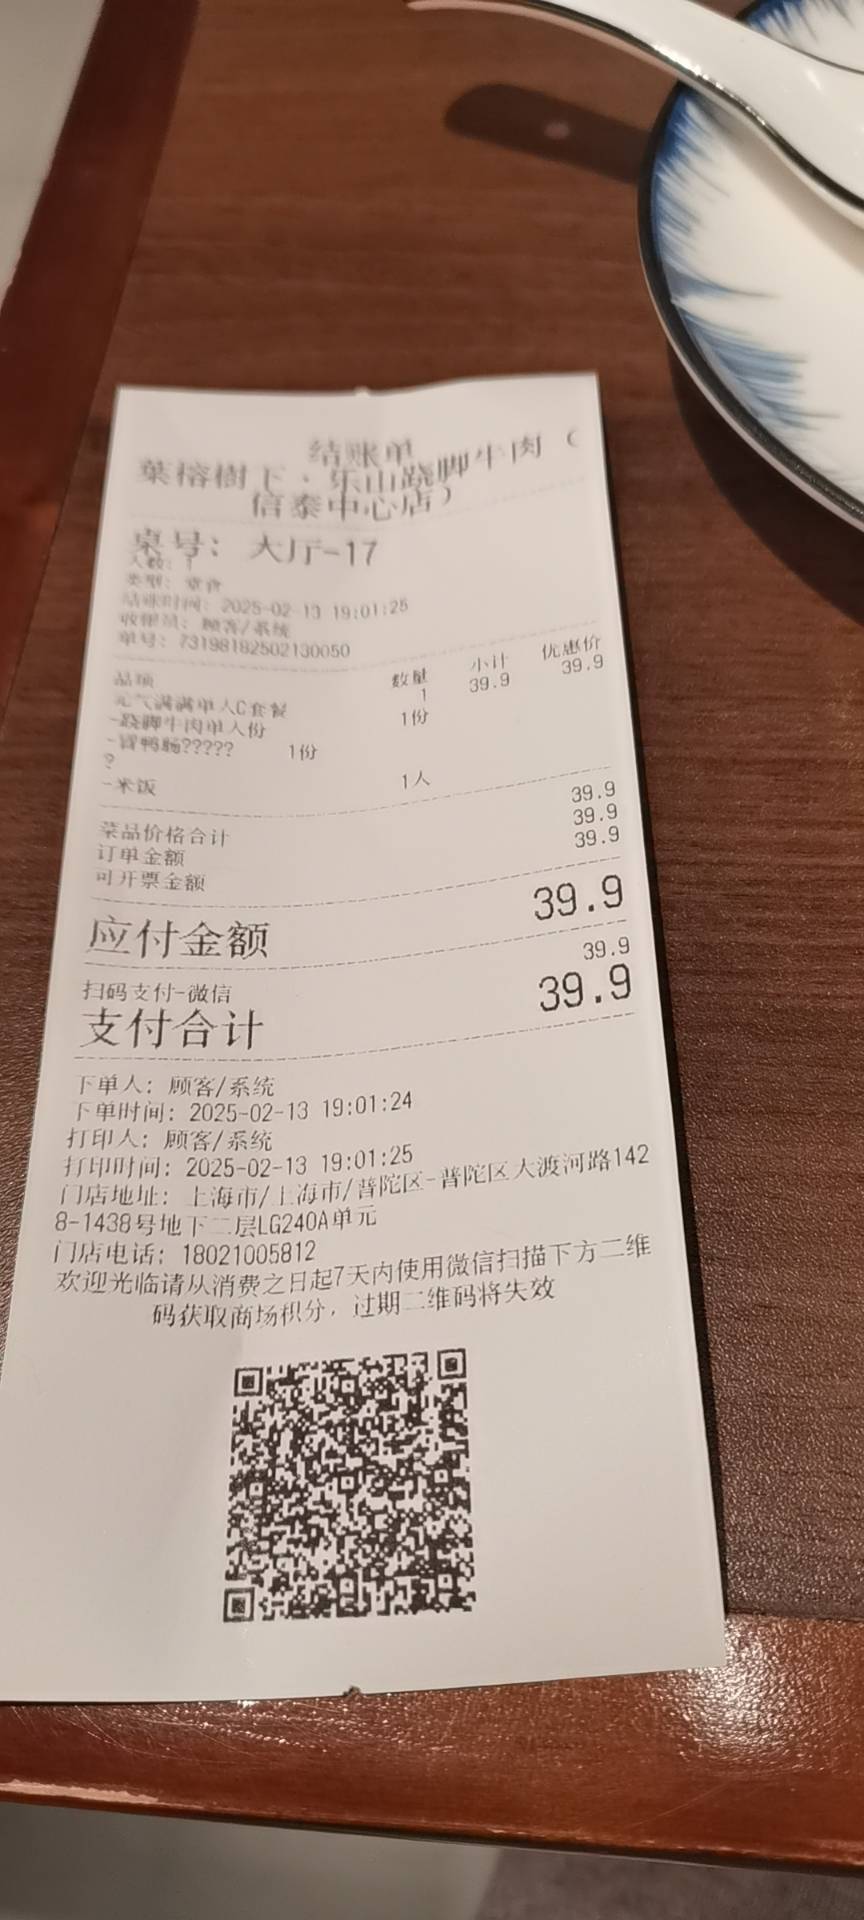 结账单
葉榕樹下·乐山跷脚牛肉（
信泰中心店）
桌号： 大厅-17
人数：1
类型：堂食
结账时间：2025-02-13 19:01:25
收银员：顾客/系统
单号：73198182502130050
品项 数量 小计 优惠价
元气满满单人C套餐 1 39.9 39.9
-跷脚牛肉单人份 1份
-冒鸭肠????? 1份
?
-米饭 1人
菜品价格合计 39.9
订单金额 39.9
可开票金额 39.9
应付金额 39.9
扫码支付-微信 39.9
支付合计 39.9
下单人：顾客/系统
下单时间：2025-02-13 19:01:24
打印人：顾客/系统
打印时间：2025-02-13 19:01:25
门店地址：上海市/上海市/普陀区-普陀区大渡河路142
8-1438号地下二层LG240A单元
门店电话：18021005812
欢迎光临请从消费之日起7天内使用微信扫描下方二维
码获取商场积分，过期二维码将失效